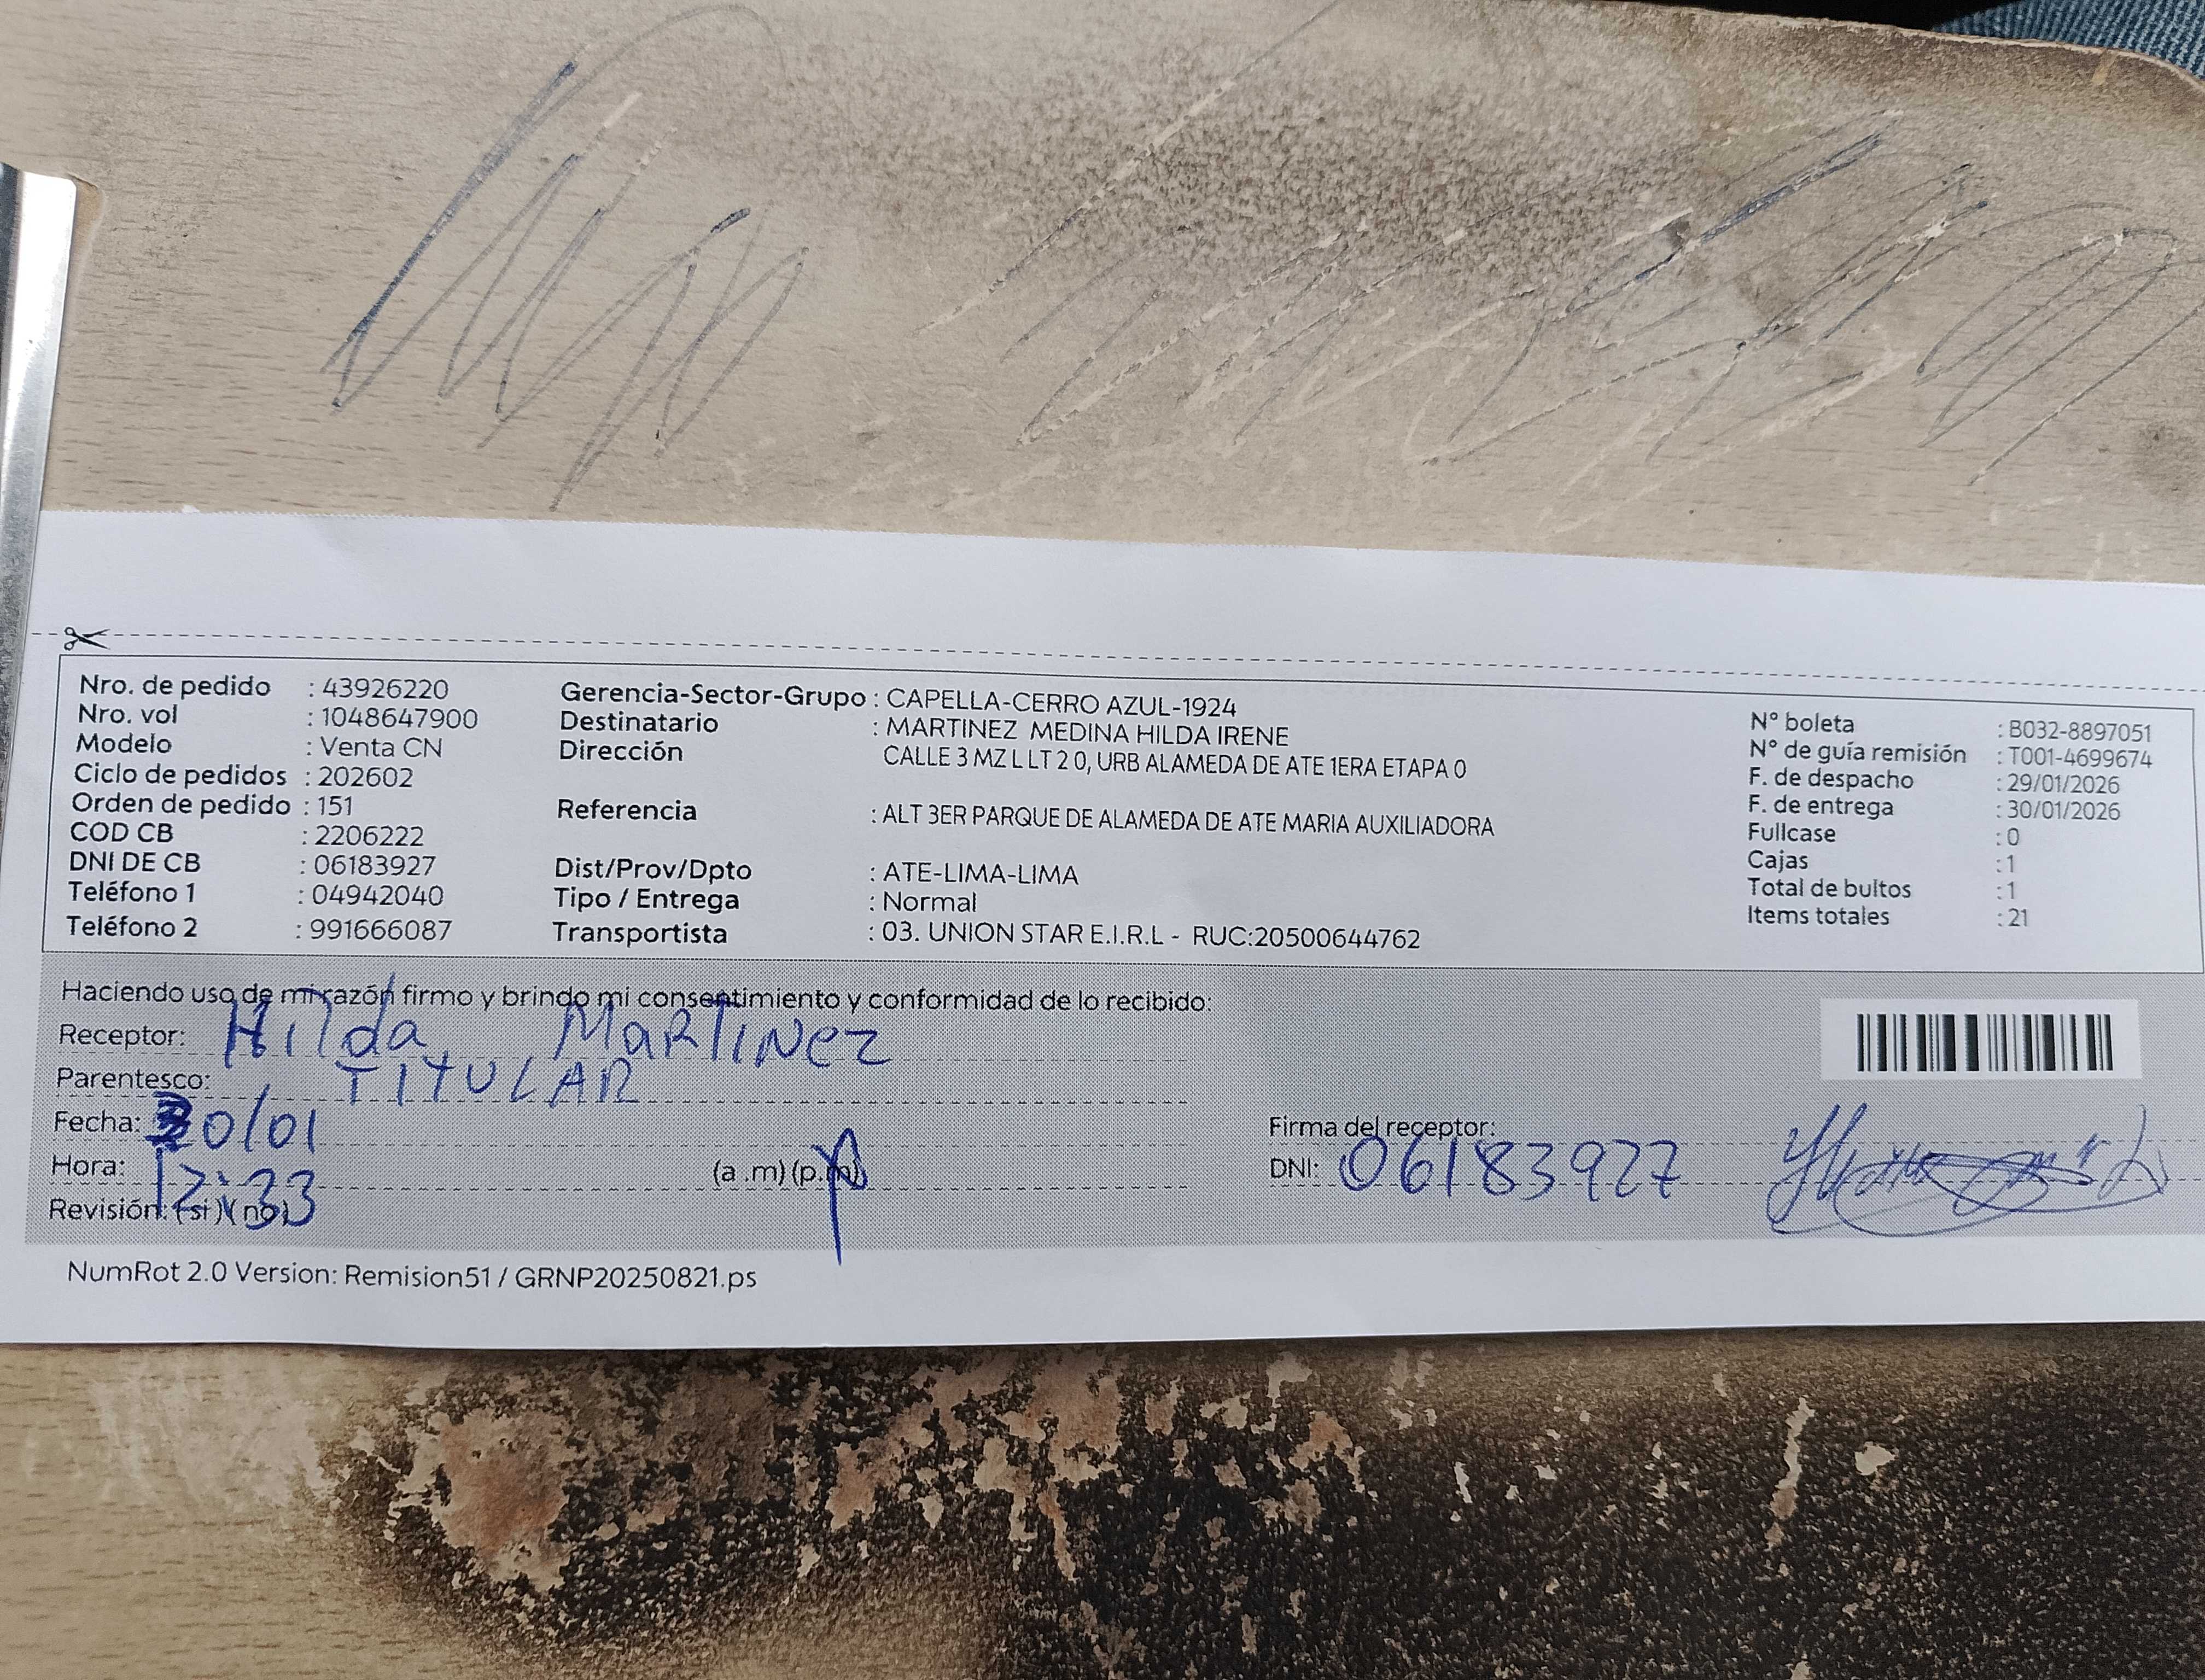 Nro. de pedido : 43926220
Nro. vol : 1048647900
Modelo : Venta CN
Ciclo de pedidos : 202602
Orden de pedido : 151
COD CB : 2206222
DNI DE CB : 06183927
Teléfono 1 : 04942040
Teléfono 2 : 991666087
Gerencia-Sector-Grupo : CAPELLA-CERRO AZUL-1924
Destinatario : MARTINEZ MEDINA HILDA IRENE
Dirección CALLE 3 MZ L LT 2 0, URB ALAMEDA DE ATE 1ERA ETAPA 0
Referencia : ALT 3ER PARQUE DE ALAMEDA DE ATE MARIA AUXILIADORA
Dist/Prov/Dpto : ATE-LIMA-LIMA
Tipo / Entrega : Normal
Transportista : 03. UNION STAR E.I.R.L - RUC:20500644762
N° boleta : B032-8897051
N° de guía remisión : T001-4699674
F. de despacho : 29/01/2026
F. de entrega : 30/01/2026
Fullcase : 0
Cajas : 1
Total de bultos : 1
Items totales : 21
Haciendo uso de mi razón firmo y brindo mi consentimiento y conformidad de lo recibido:
Receptor: Hilda MaRTINez
Parentesco: TITULAR
Fecha: 30/01
Hora: 12:33 (a .m) (p.m)
Revisión: ( si ) ( no )
Firma del receptor:
DNI: 06183927
NumRot 2.0 Version: Remision51 / GRNP20250821.ps